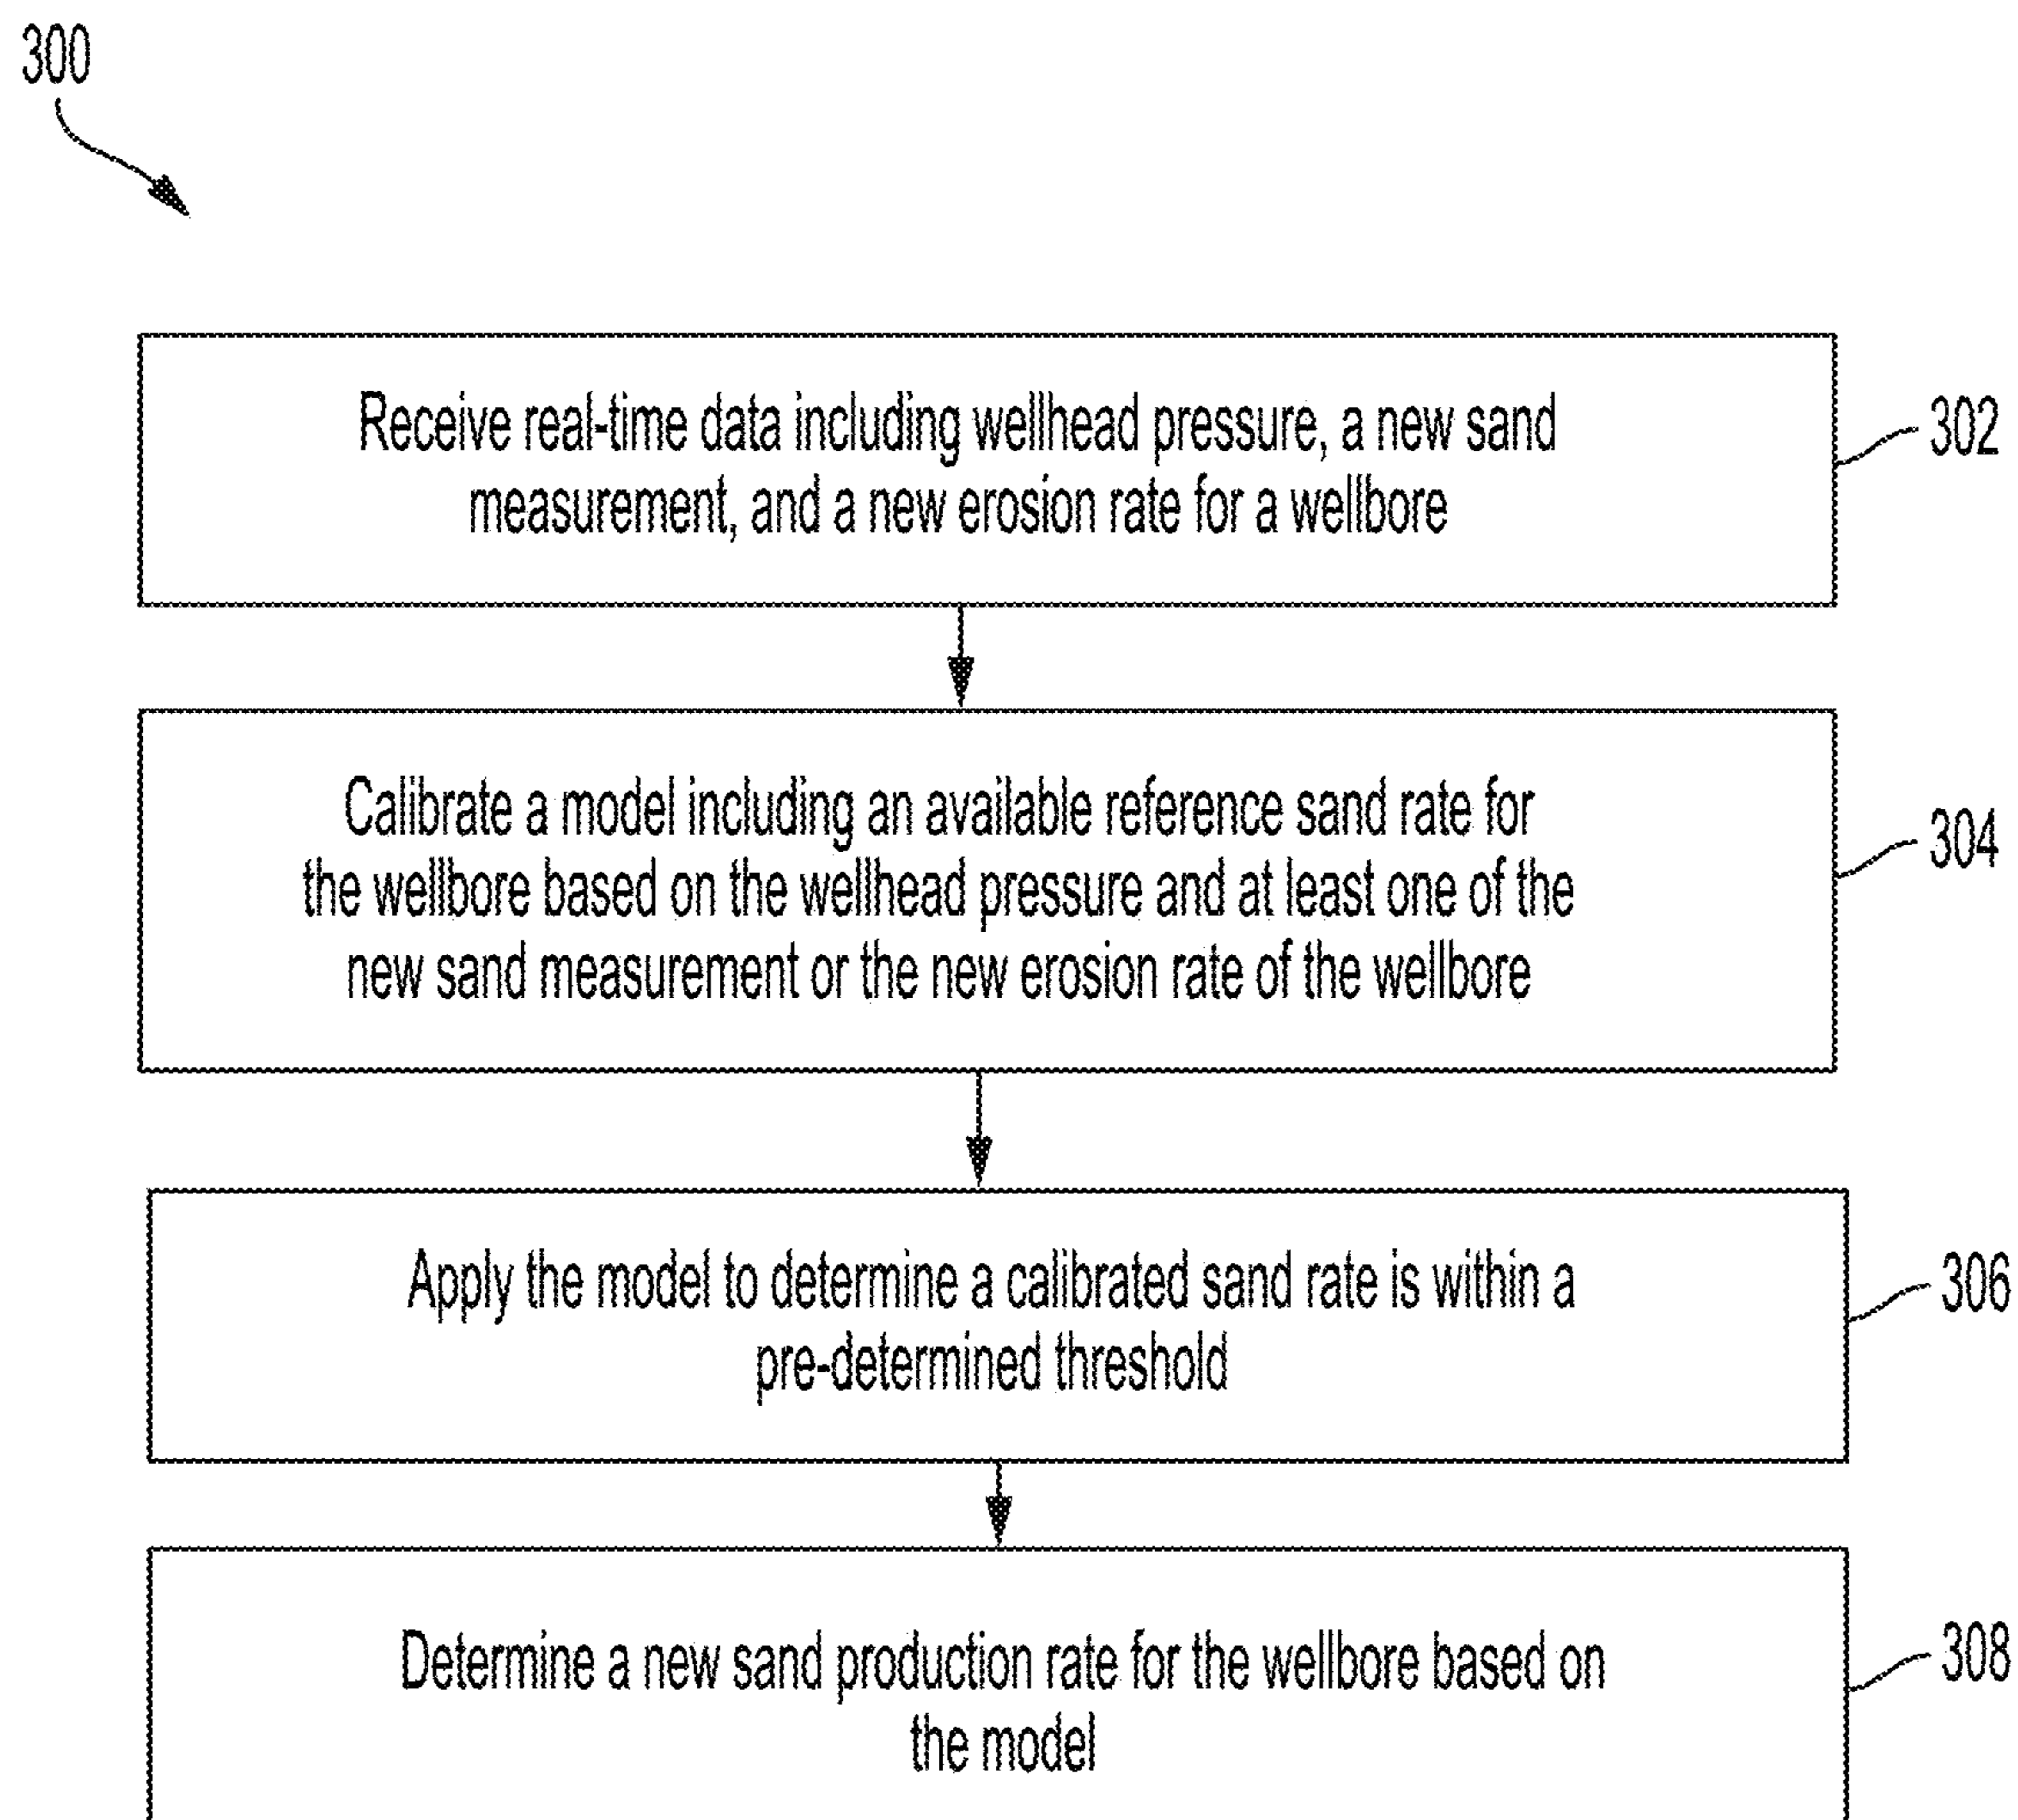 300
Receive real-time data including wellhead pressure, a new sand
measurement, and a new erosion rate for a wellbore
302
Calibrate a model including an available reference sand rate for
the wellbore based on the wellhead pressure and at least one of the
new sand measurement or the new erosion rate of the wellbore
304
Apply the model to determine a calibrated sand rate is within a
pre-determined threshold
306
Determine a new sand production rate for the wellbore based on
the model
308